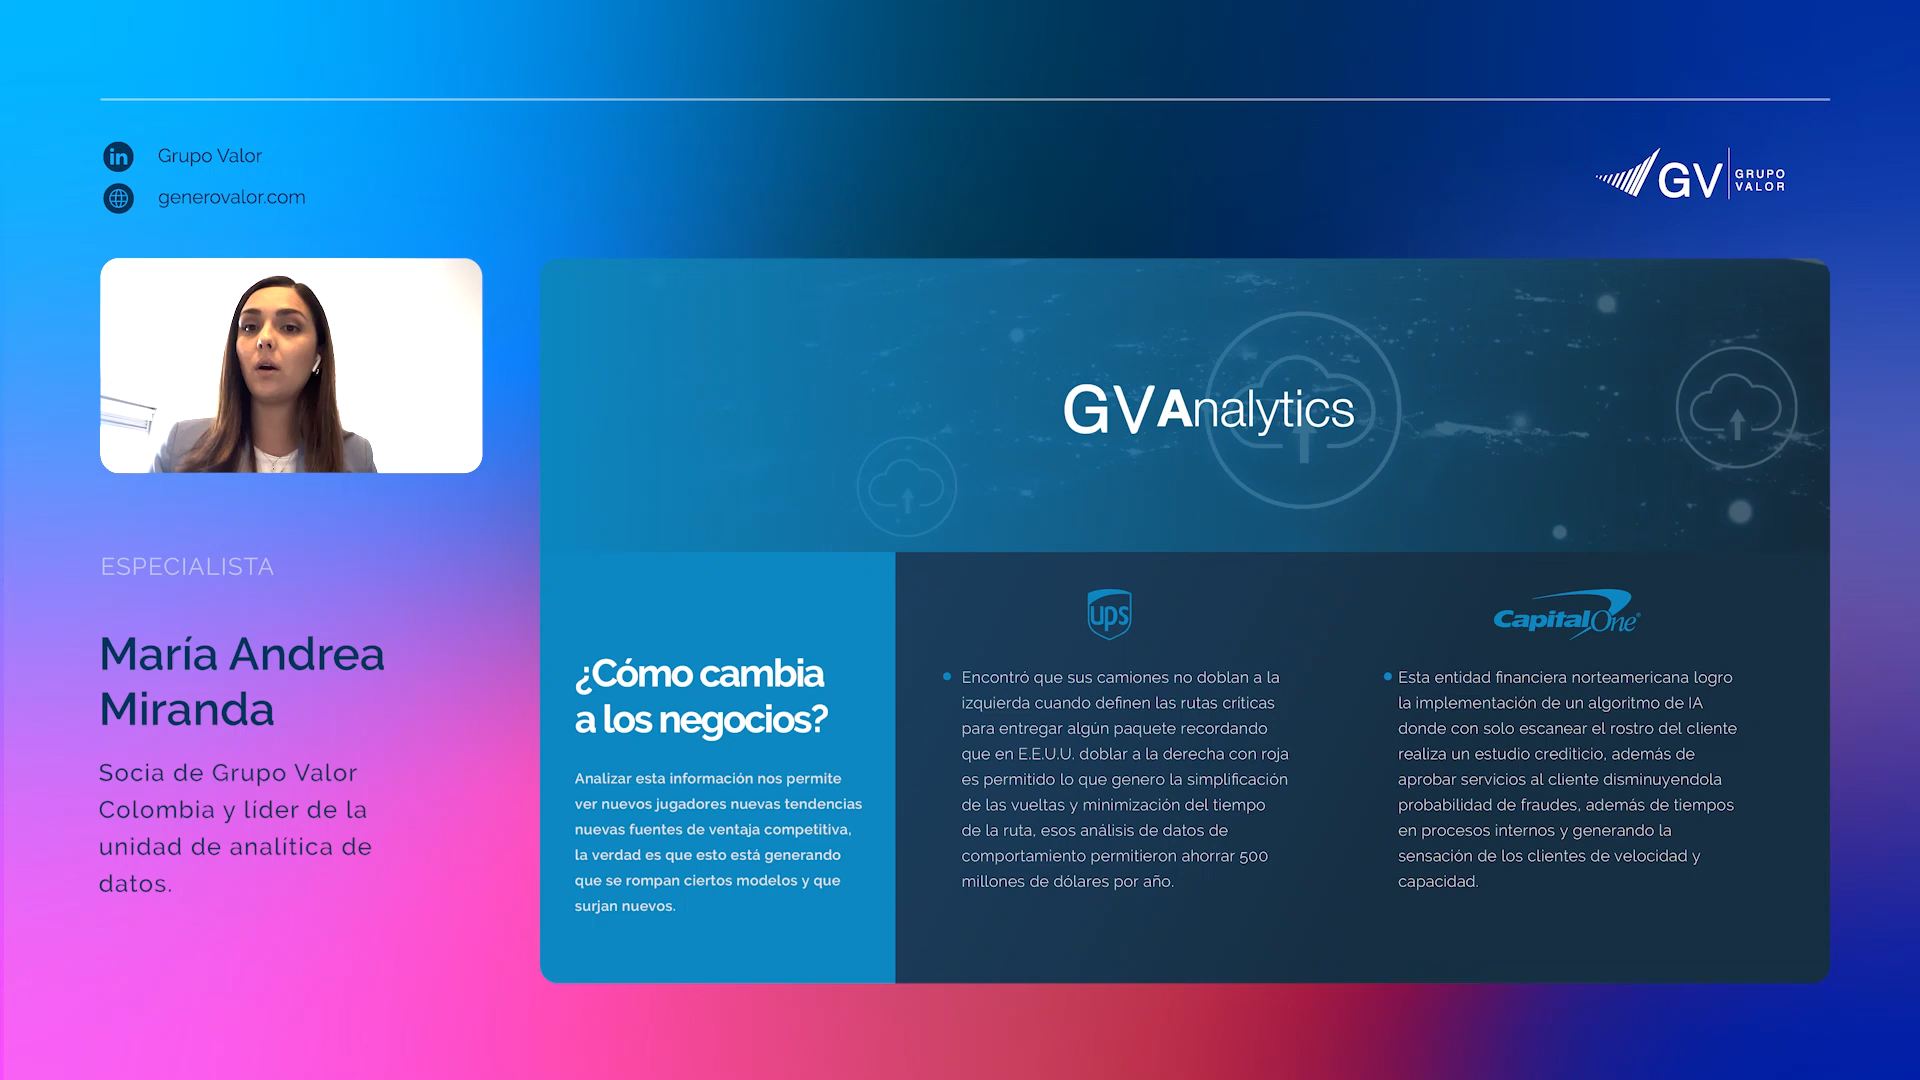 in
Grupo Valor
generovalor.com
GV GRUPO
VALOR
ESPECIALISTA
María Andrea
Miranda
Socia de Grupo Valor
Colombia y líder de la
unidad de analítica de
datos.
GVAnalytics
¿Cómo cambia
a los negocios?
Analizar esta información nos permite
ver nuevos jugadores nuevas tendencias
nuevas fuentes de ventaja competitiva,
la verdad es que esto está generando
que se rompan ciertos modelos y que
surjan nuevos.
ups
Encontró que sus camiones no doblan a la
izquierda cuando definen las rutas críticas
para entregar algún paquete recordando
que en E.E.U.U. doblar a la derecha con roja
es permitido lo que genero la simplificación
de las vueltas y minimización del tiempo
de la ruta, esos análisis de datos de
comportamiento permitieron ahorrar 500
millones de dólares por año.
CapitalOne®
Esta entidad financiera norteamericana logro
la implementación de un algoritmo de IA
donde con solo escanear el rostro del cliente
realiza un estudio crediticio, además de
aprobar servicios al cliente disminuyendola
probabilidad de fraudes, además de tiempos
en procesos internos y generando la
sensación de los clientes de velocidad y
capacidad.